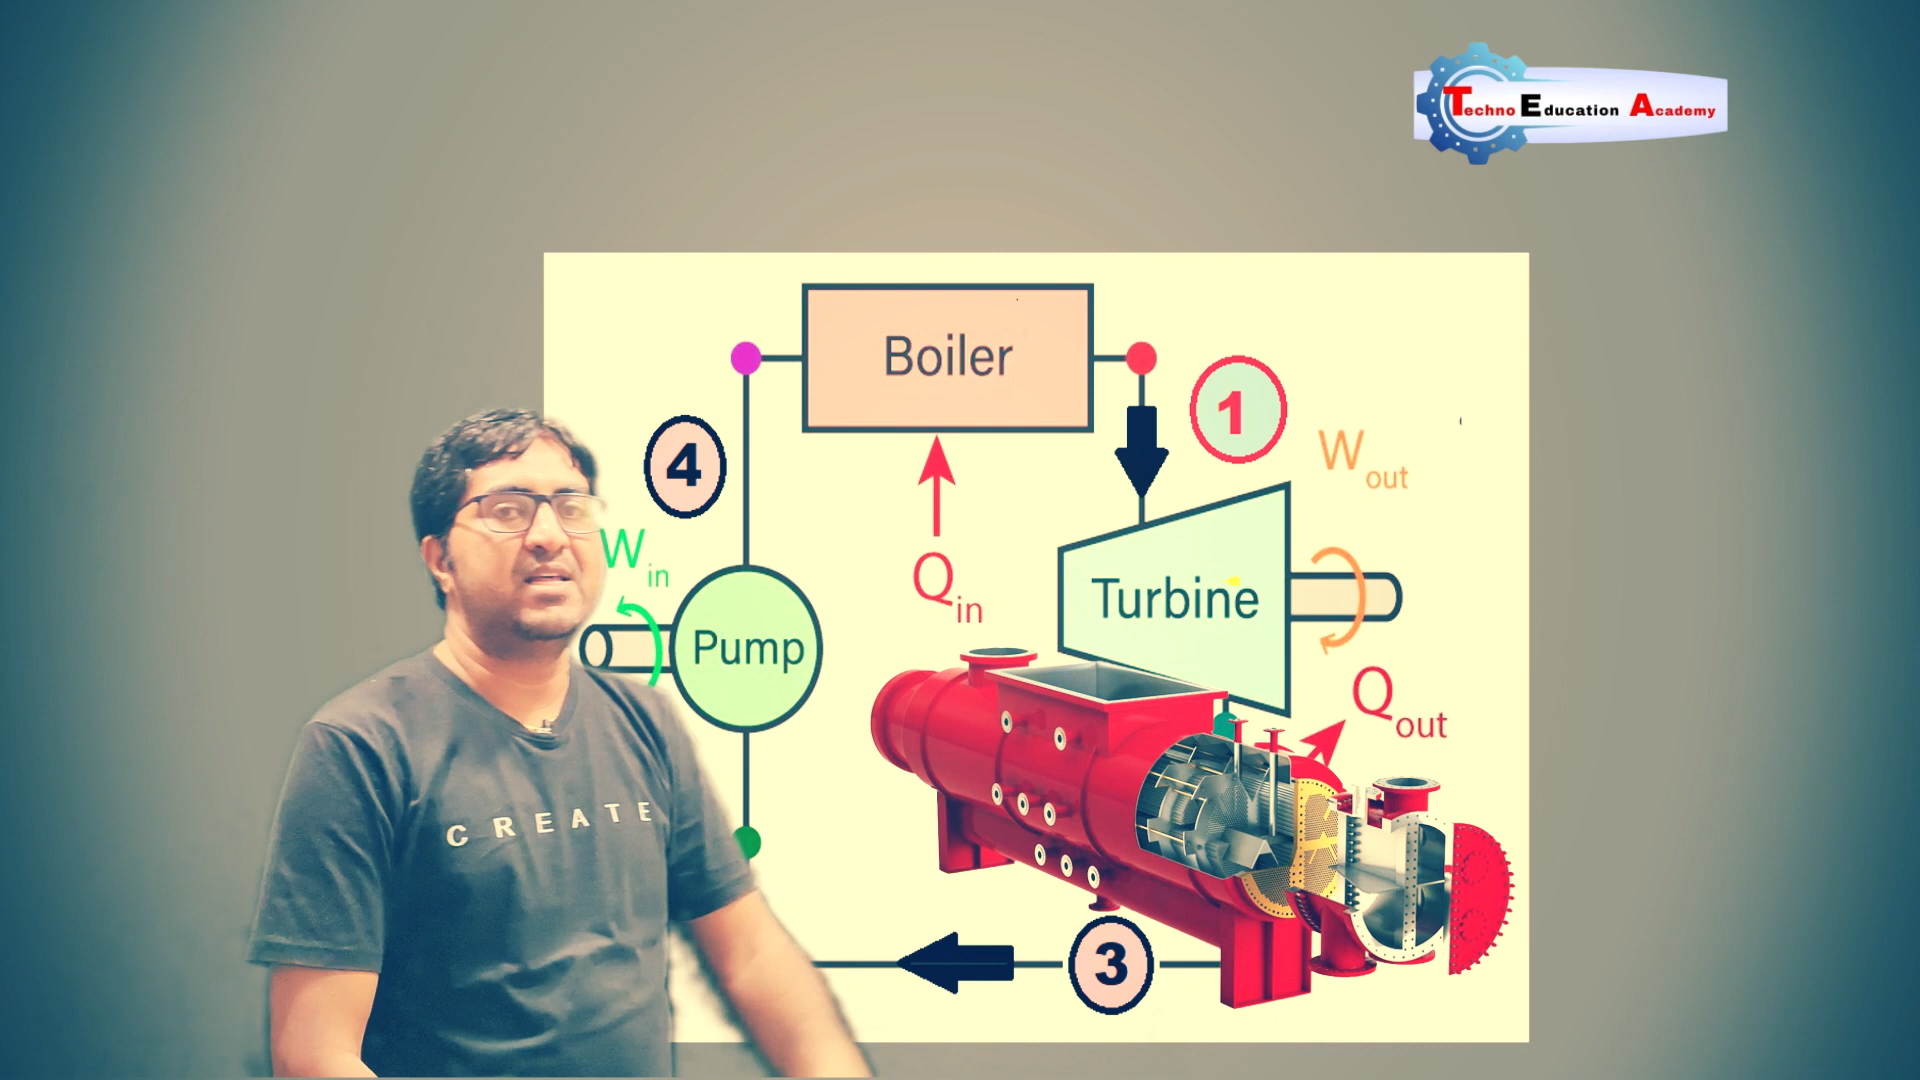 Techno Education Academy
Boiler
1
W out
4
W in
Q in
Turbine
Pump
Q out
CREATE
3